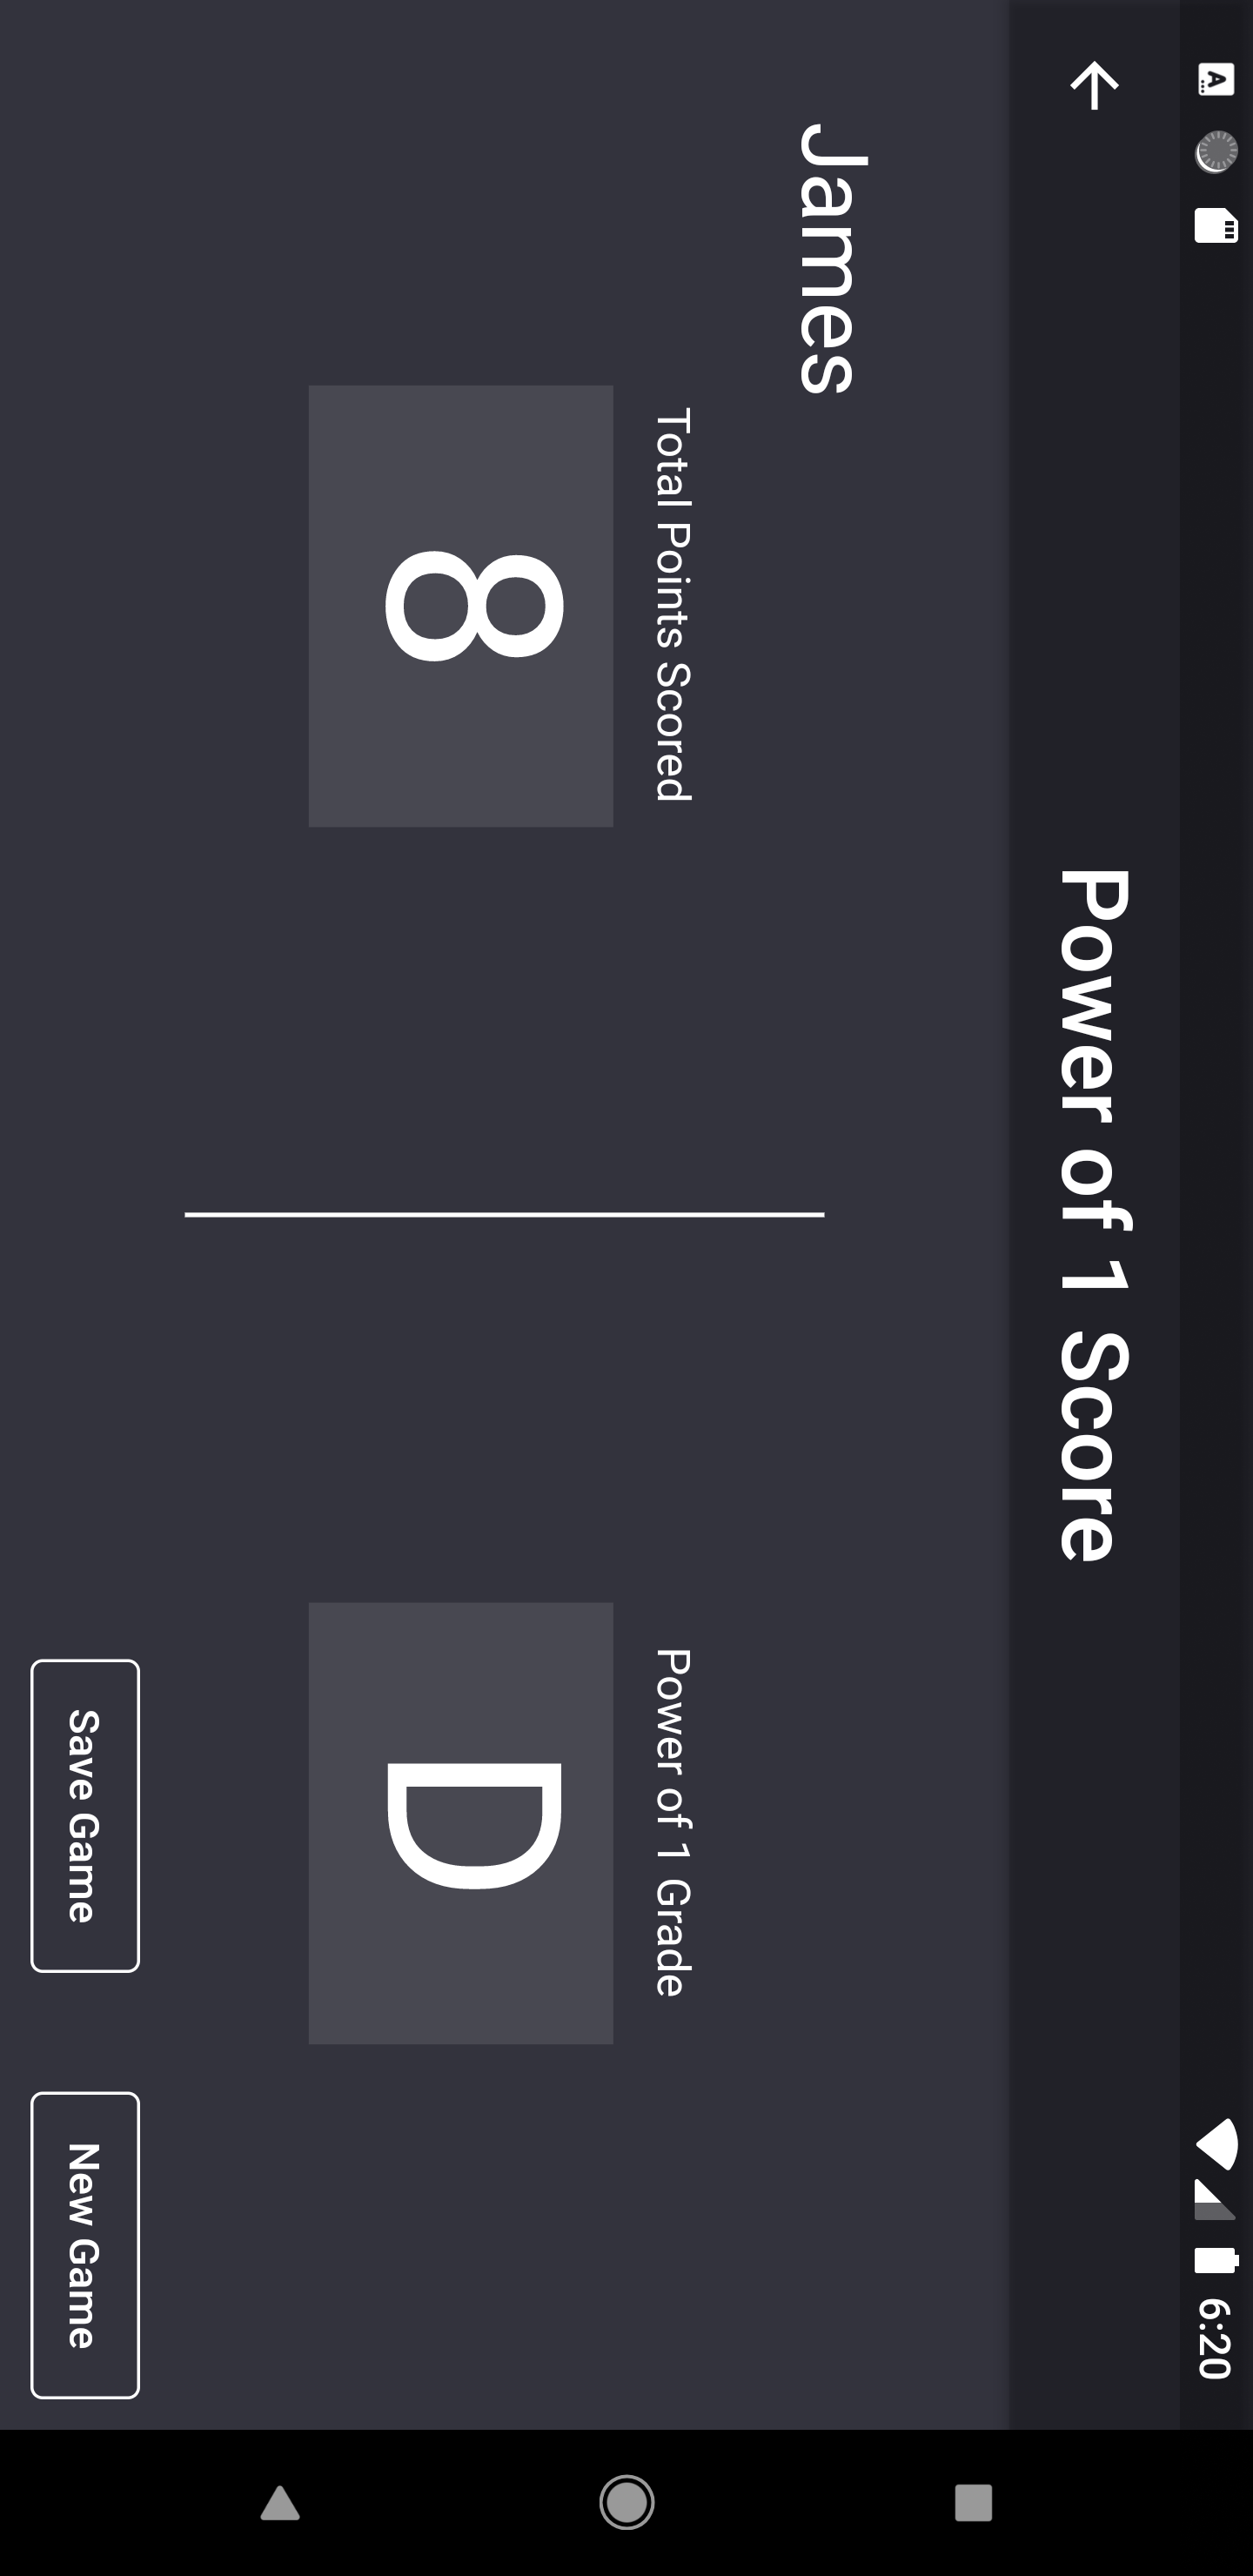 6:20
Power of 1 Score
James
Total Points Scored
Power of 1 Grade
8
D
Save Game
New Game